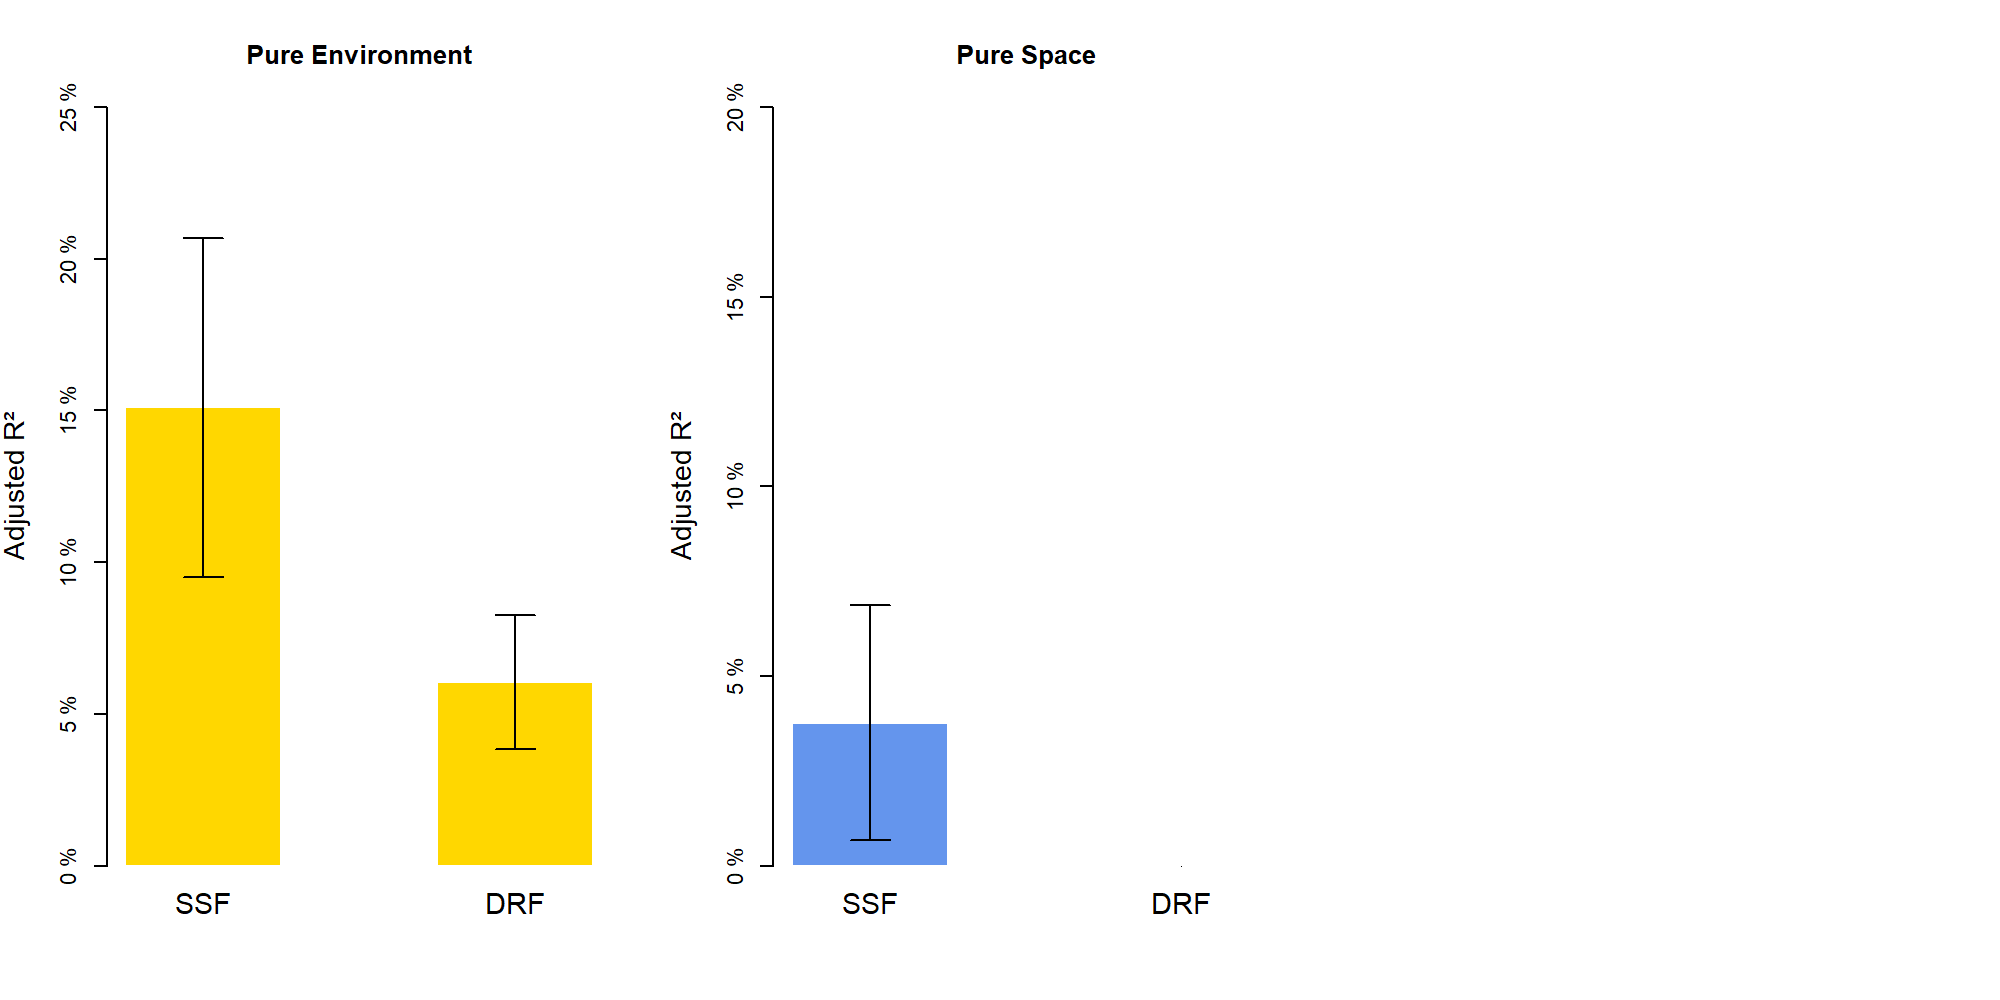 Pure Environment
Adjusted R²
25 %
20 %
15 %
10 %
5 %
0 %
SSF
DRF
Pure Space
Adjusted R²
20 %
15 %
10 %
5 %
0 %
SSF
DRF